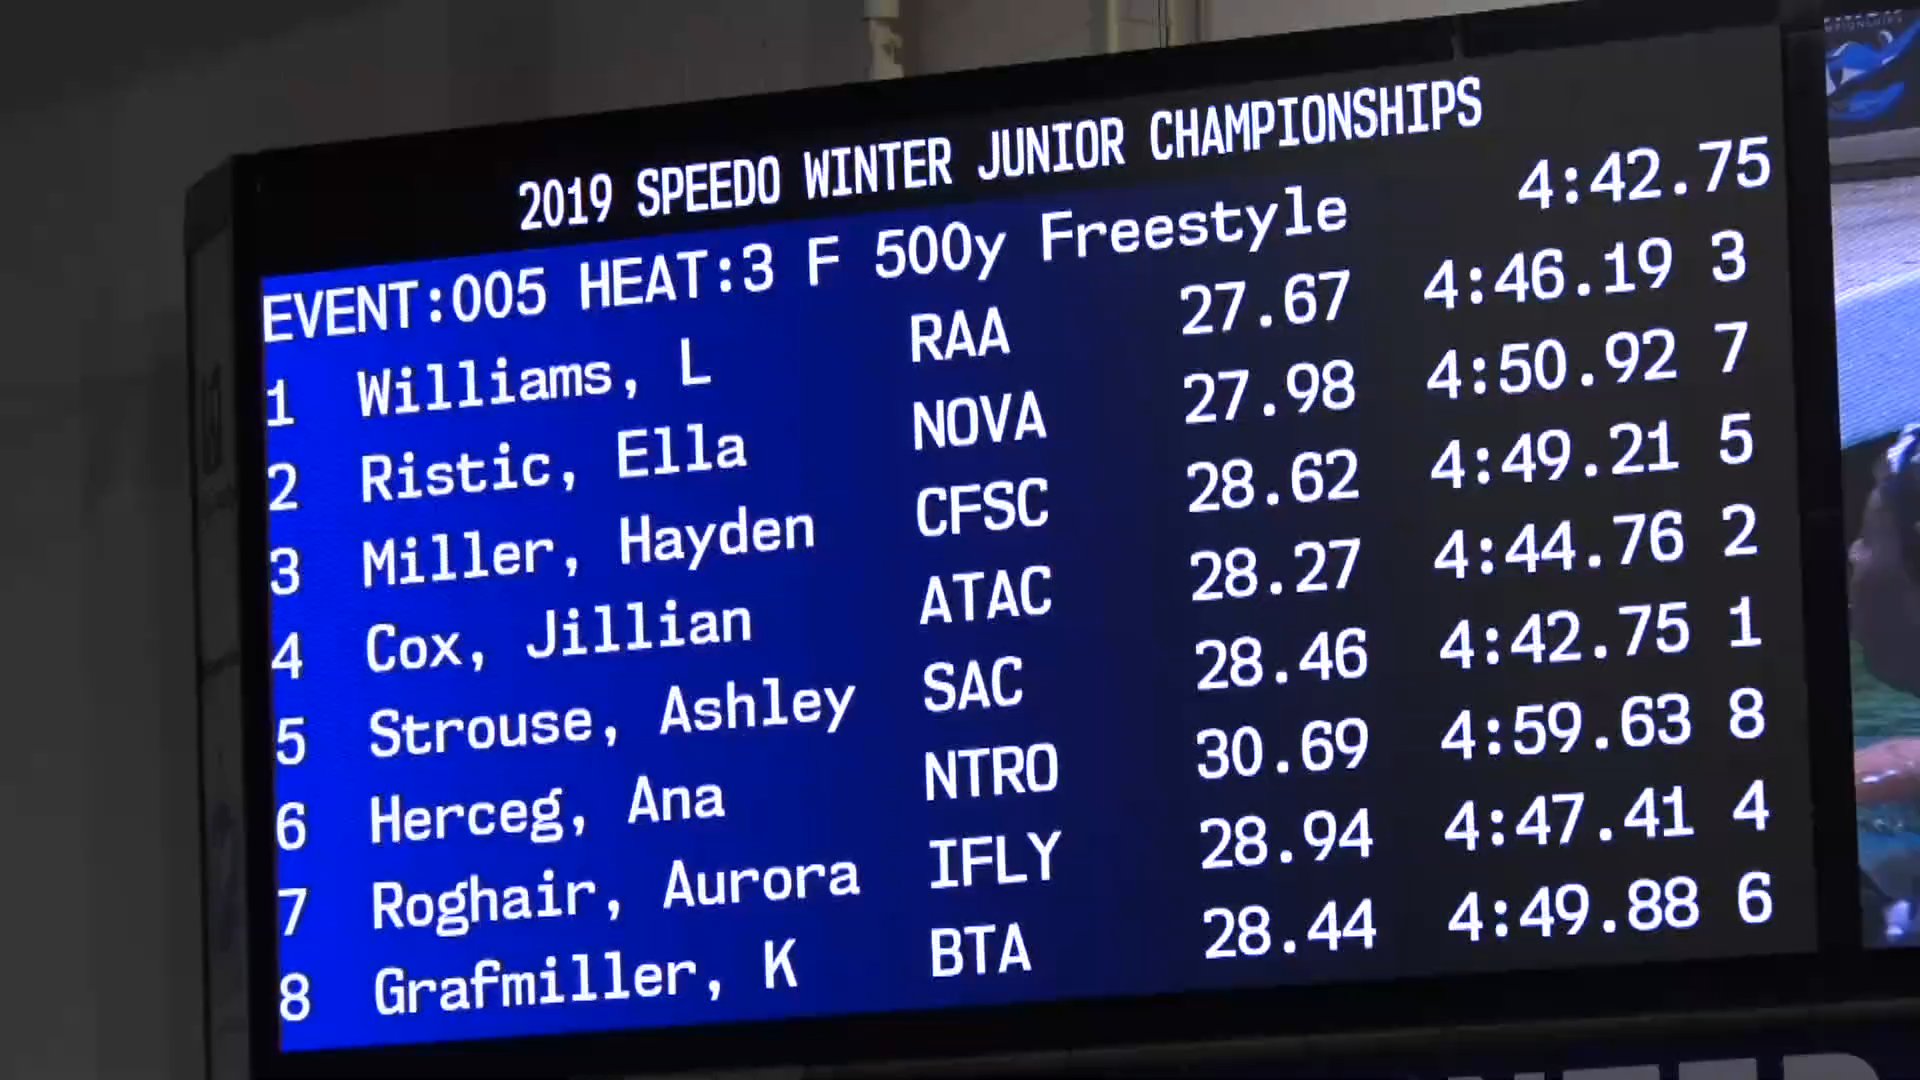 2019 SPEEDO WINTER JUNIOR CHAMPIONSHIPS
EVENT:005 HEAT:3 F 500y Freestyle 4:42.75
1 Williams, L RAA 27.67 4:46.19 3
2 Ristic, Ella NOVA 27.98 4:50.92 7
3 Miller, Hayden CFSC 28.62 4:49.21 5
4 Cox, Jillian ATAC 28.27 4:44.76 2
5 Strouse, Ashley SAC 28.46 4:42.75 1
6 Herceg, Ana NTRO 30.69 4:59.63 8
7 Roghair, Aurora IFLY 28.94 4:47.41 4
8 Grafmiller, K BTA 28.44 4:49.88 6